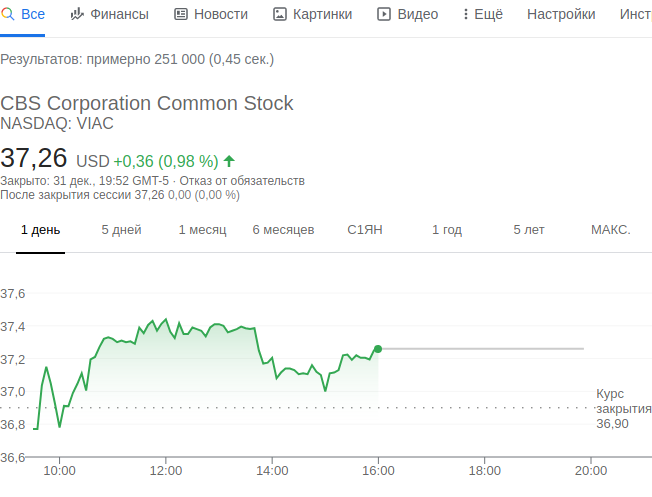 Все Финансы Новости Картинки Видео Ещё Настройки Инст
Результатов: примерно 251 000 (0,45 сек.)
CBS Corporation Common Stock
NASDAQ: VIAC
37,26 USD +0,36 (0,98 %)
Закрыто: 31 дек., 19:52 GMT-5 · Отказ от обязательств
После закрытия сессии 37,26 0,00 (0,00 %)
1 день 5 дней 1 месяц 6 месяцев С1ЯН 1 год 5 лет МАКС.
37,6
37,4
37,2
37,0
Курс
закрытия
36,90
36,8
36,6
10:00 12:00 14:00 16:00 18:00 20:00